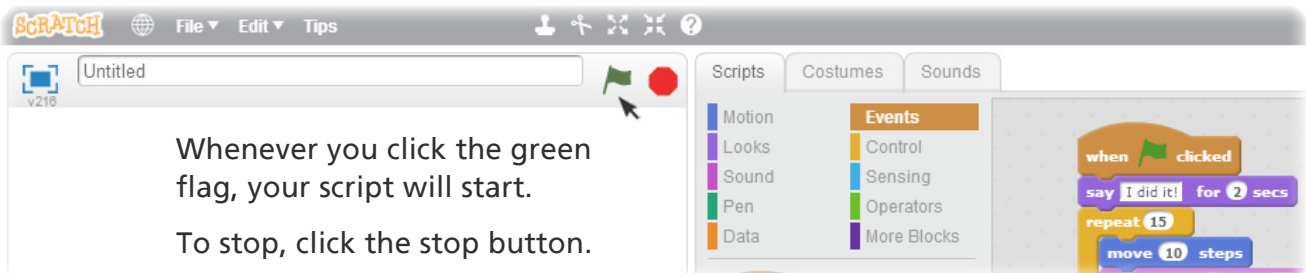 SCRATCH File Edit Tips
Untitled
v216
Whenever you click the green
flag, your script will start.
To stop, click the stop button.
Scripts Costumes Sounds
Motion Events
Looks Control
Sound Sensing
Pen Operators
Data More Blocks
when clicked
say I did it! for 2 secs
repeat 15
move 10 steps